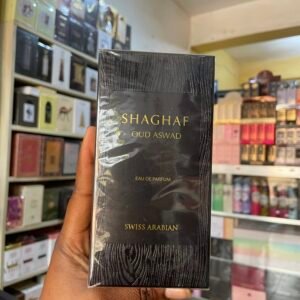 SHAGHAF
OUD ASWAD
EAU DE PARFUM
SWISS ARABIAN